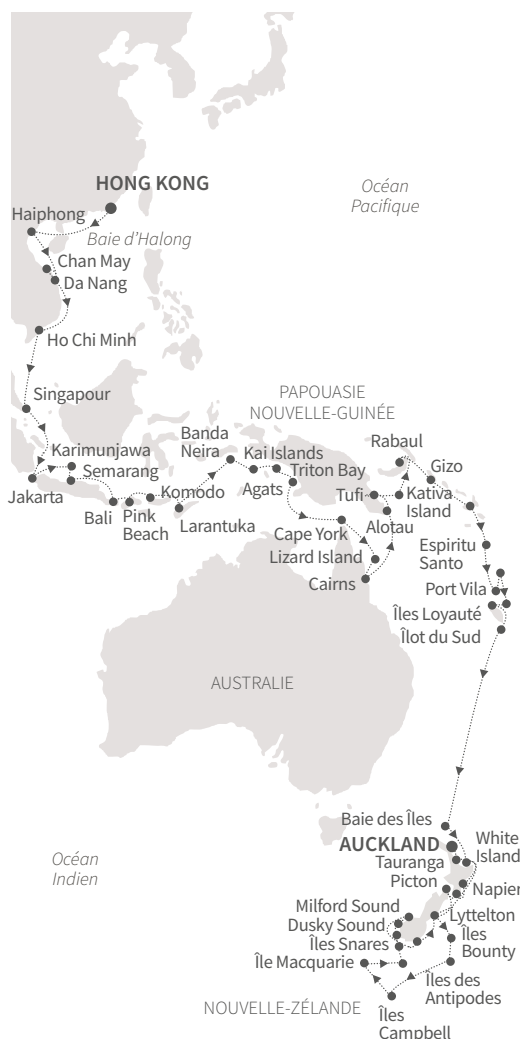 HONG KONG
Océan
Pacifique
Haiphong
Baie d'Halong
Chan May
Da Nang
Ho Chi Minh
Singapour
PAPOUASIE
NOUVELLE-GUINÉE
Banda
Neira
Rabaul
Karimunjawa
Kai Islands
Gizo
Semarang
Triton Bay
Jakarta
Komodo
Agats
Tufi
Kativa
Island
Bali
Pink
Beach
Larantuka
Cape York
Alotau
Lizard Island
Espiritu
Santo
Cairns
Port Vila
Îles Loyauté
Îlot du Sud
AUSTRALIE
Baie des Îles
AUCKLAND
White
Island
Océan
Indien
Tauranga
Picton
Napier
Milford Sound
Lyttelton
Dusky Sound
Îles Snares
Îles
Bounty
Île Macquarie
Îles des
Antipodes
NOUVELLE-ZÉLANDE
Îles
Campbell